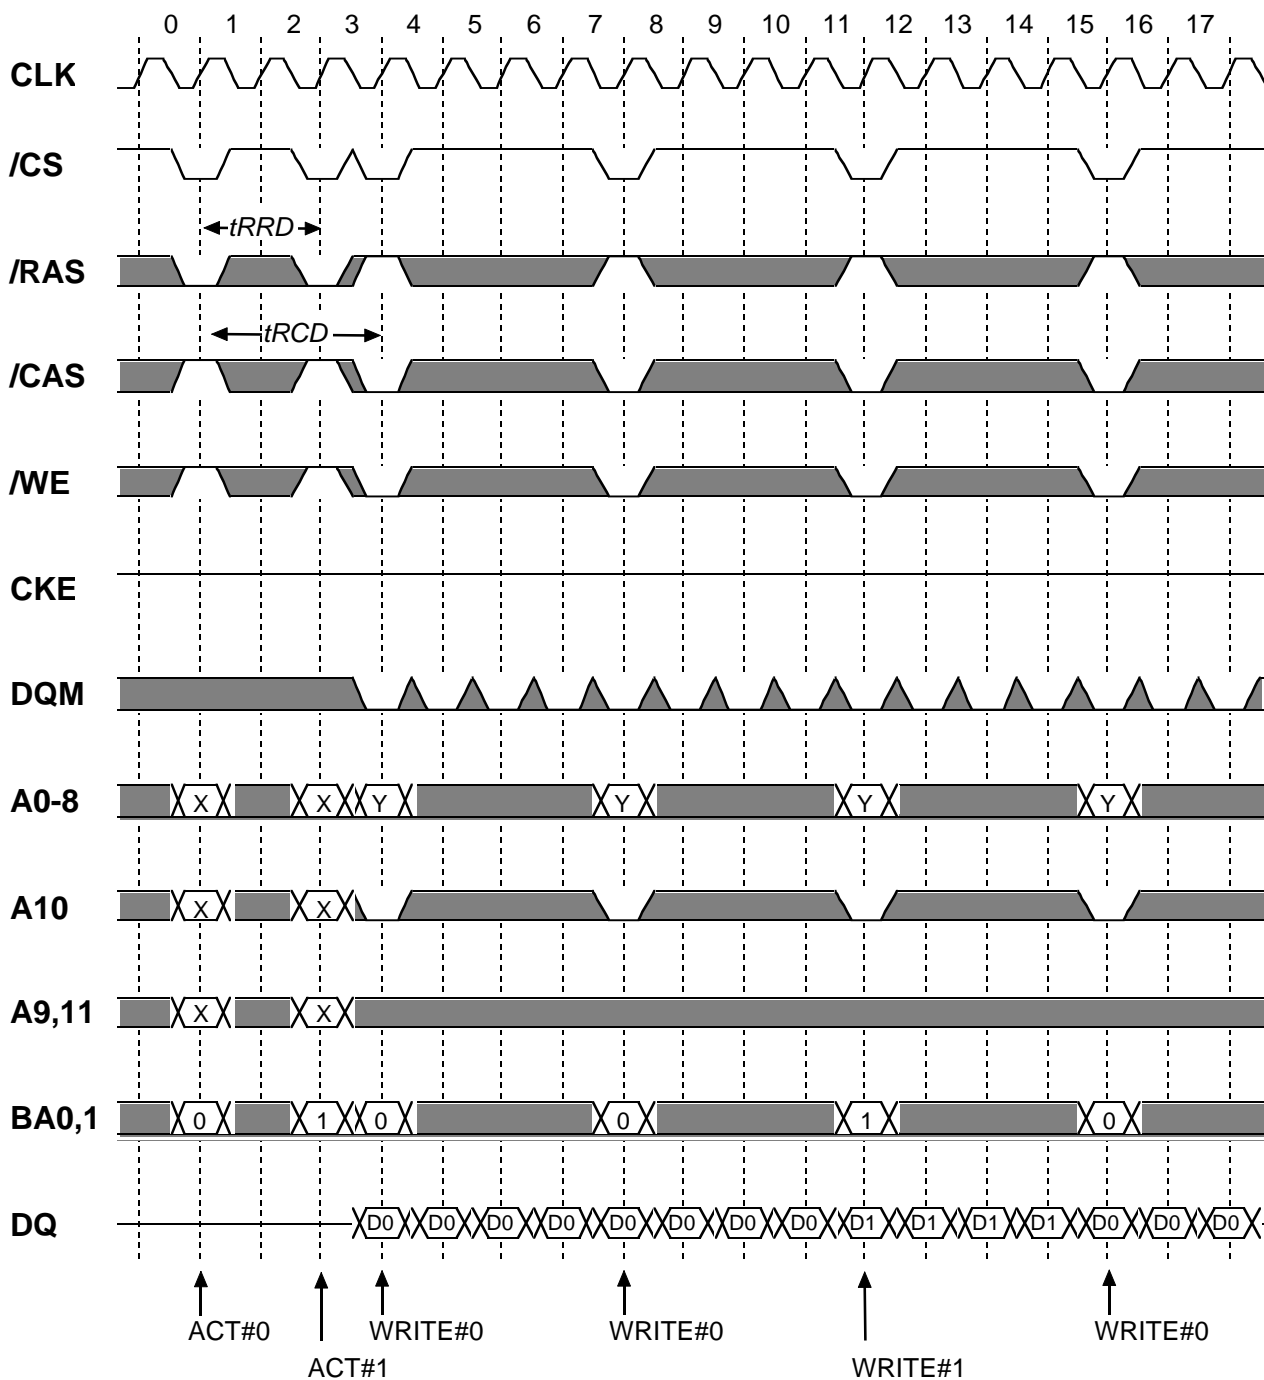 0 1 2 3 4 5 6 7 8 9 10 11 12 13 14 15 16 17
CLK
/CS
tRRD
/RAS
tRCD
/CAS
/WE
CKE
DQM
A0-8 X X Y Y Y Y
A10 X X
A9,11 X X
BA0,1 0 1 0 0 1 0
DQ D0 D0 D0 D0 D0 D0 D0 D0 D1 D1 D1 D1 D0 D0 D0
ACT#0 WRITE#0 WRITE#0 WRITE#0
ACT#1 WRITE#1